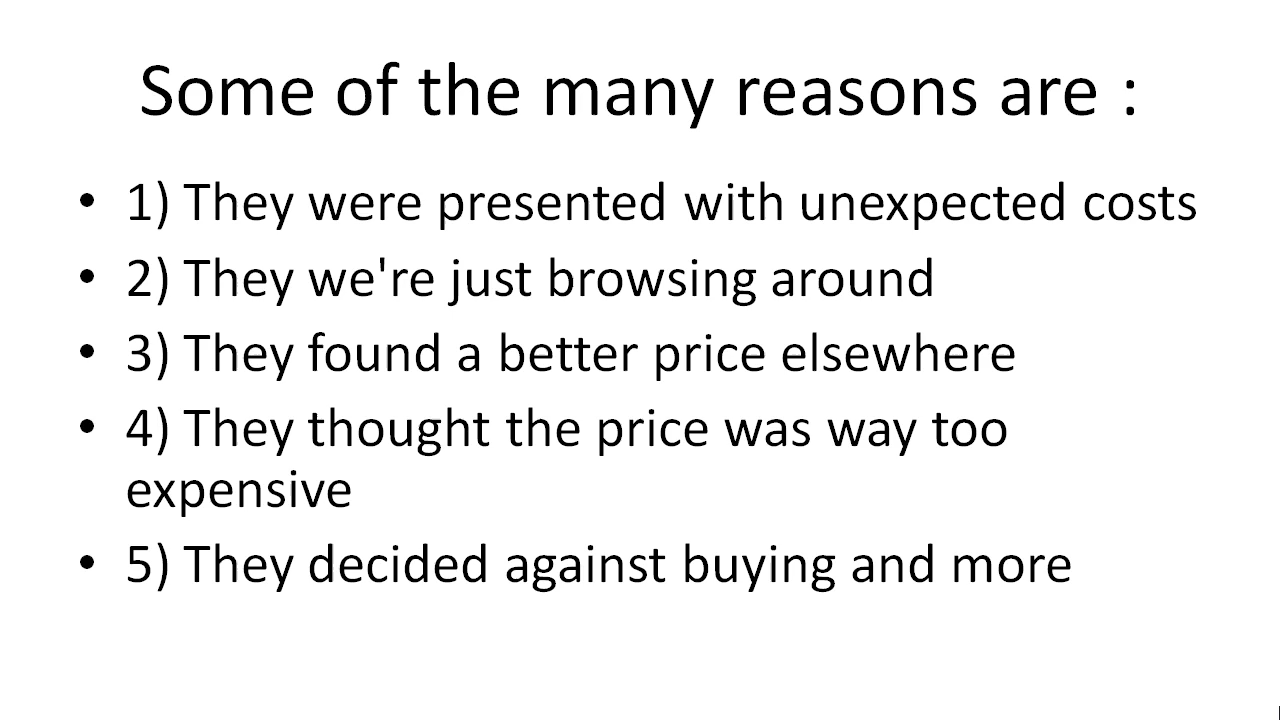 Some of the many reasons are :
• 1) They were presented with unexpected costs
• 2) They we're just browsing around
• 3) They found a better price elsewhere
• 4) They thought the price was way too
expensive
• 5) They decided against buying and more